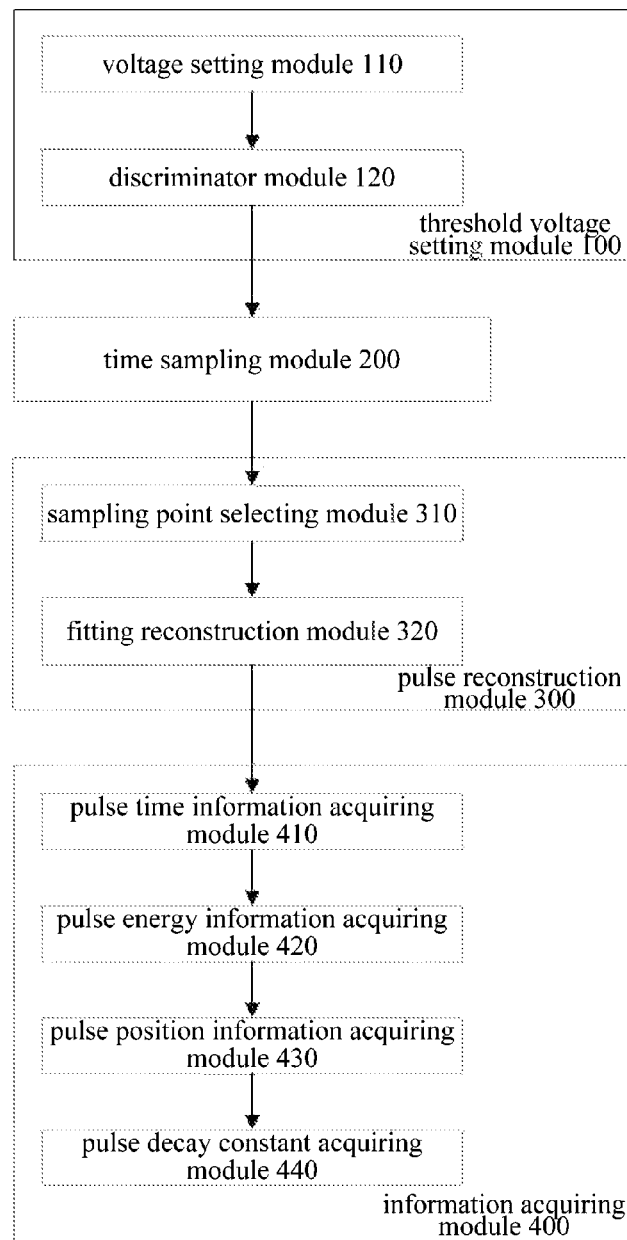 voltage setting module 110
discriminator module 120
threshold voltage
setting module 100
time sampling module 200
sampling point selecting module 310
fitting reconstruction module 320
pulse reconstruction
module 300
pulse time information acquiring
module 410
pulse energy information acquiring
module 420
pulse position information acquiring
module 430
pulse decay constant acquiring
module 440
information acquiring
module 400